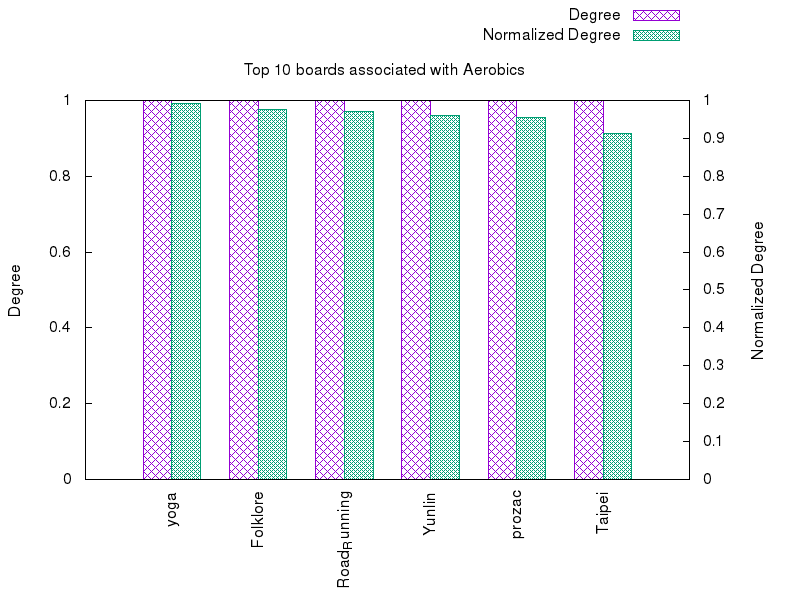 Degree
Normalized Degree
Top 10 boards associated with Aerobics
1
0.8
0.6
0.4
0.2
0
Degree
1
0.9
0.8
0.7
0.6
0.5
0.4
0.3
0.2
0.1
0
Normalized Degree
yoga
Folklore
RoadRunning
Yunlin
prozac
Taipei